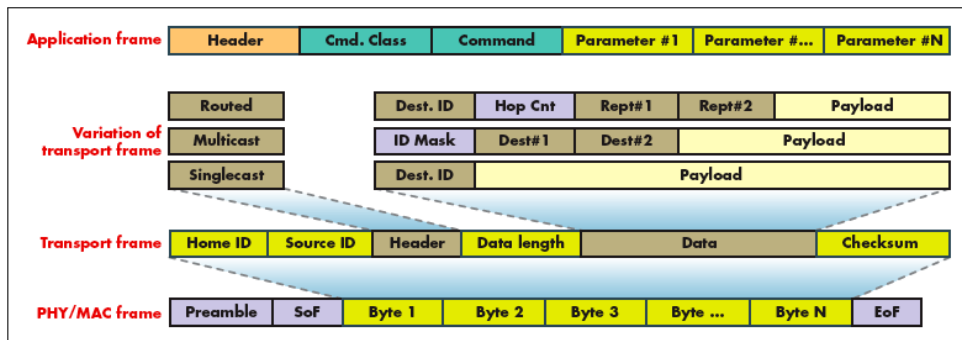 Application frame Header Cmd. Class Command Parameter #1 Parameter #... Parameter #N
Routed Dest. ID Hop Cnt Rept#1 Rept#2 Payload
Variation of transport frame
Multicast ID Mask Dest#1 Dest#2 Payload
Singlecast Dest. ID Payload
Transport frame Home ID Source ID Header Data length Data Checksum
PHY/MAC frame Preamble SoF Byte 1 Byte 2 Byte 3 Byte ... Byte N EoF